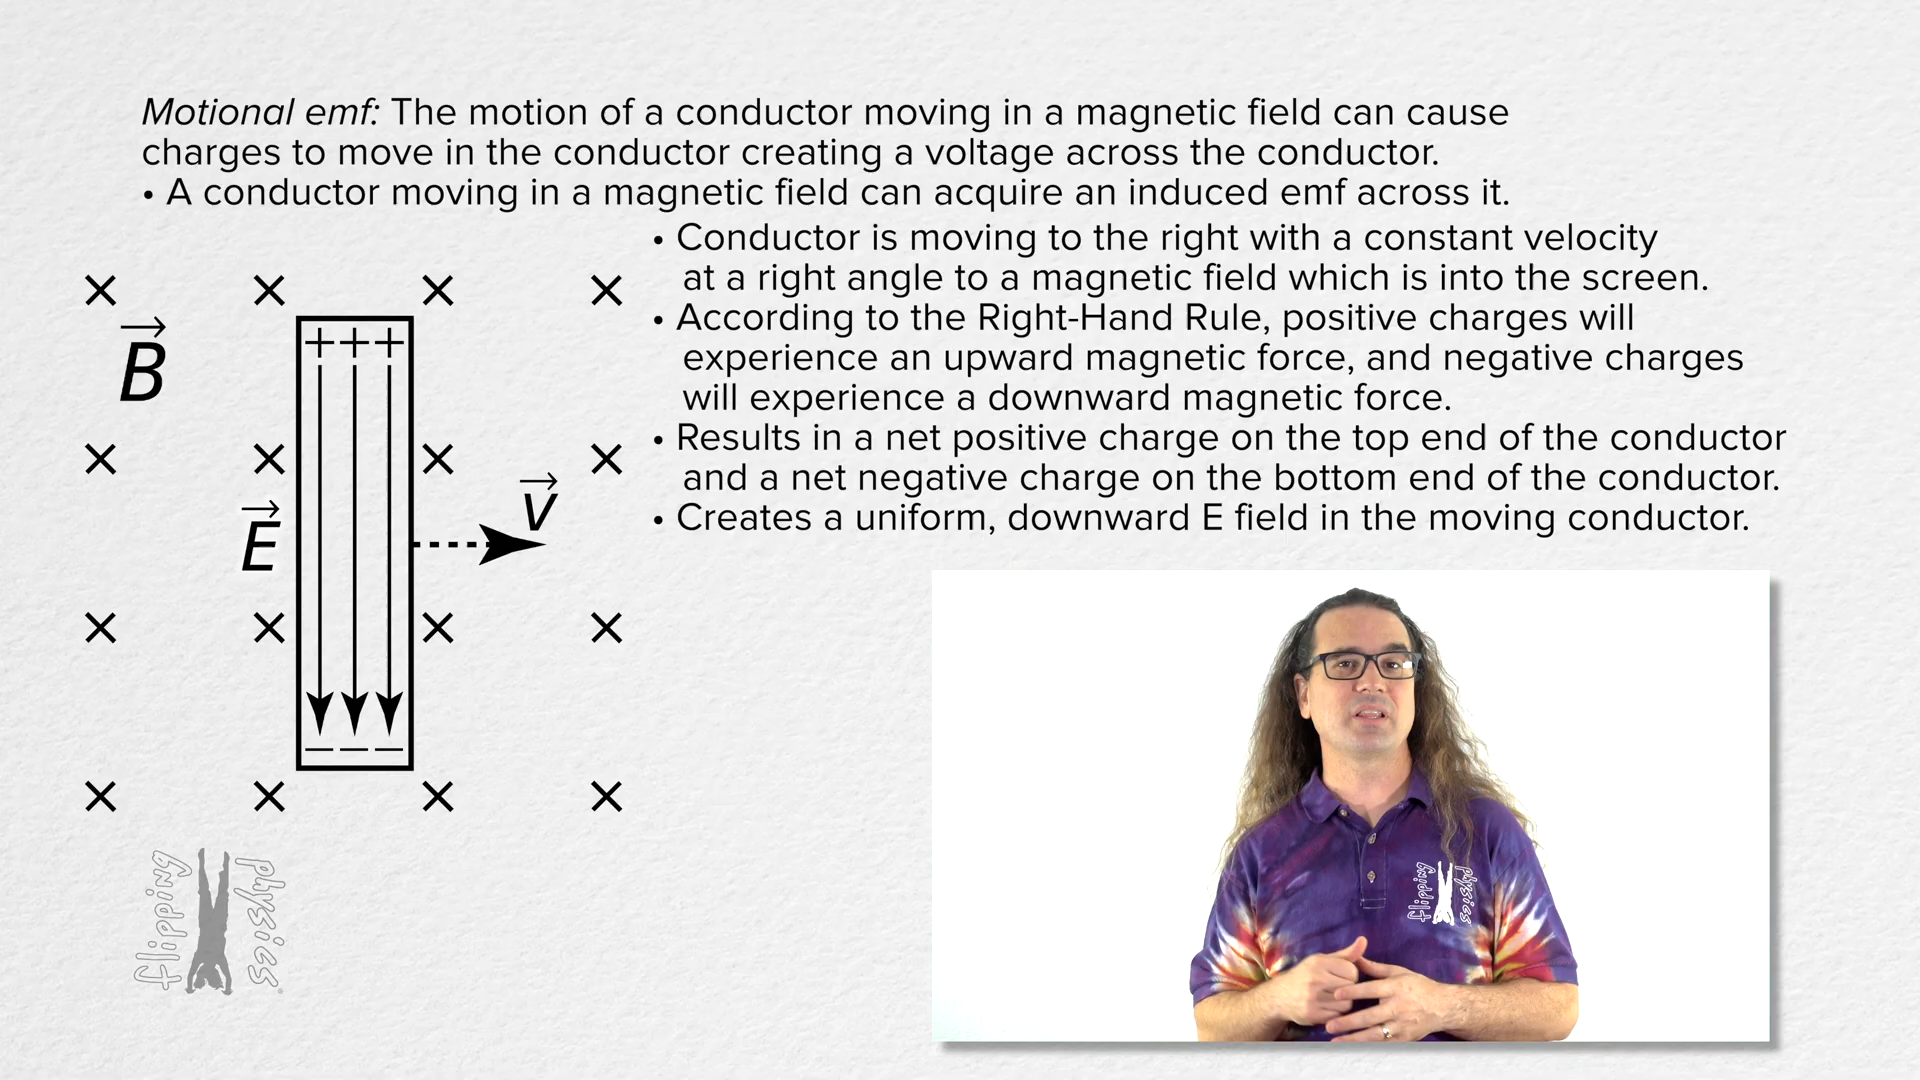 Motional emf: The motion of a conductor moving in a magnetic field can cause
charges to move in the conductor creating a voltage across the conductor.
• A conductor moving in a magnetic field can acquire an induced emf across it.
• Conductor is moving to the right with a constant velocity
at a right angle to a magnetic field which is into the screen.
• According to the Right-Hand Rule, positive charges will
experience an upward magnetic force, and negative charges
will experience a downward magnetic force.
• Results in a net positive charge on the top end of the conductor
and a net negative charge on the bottom end of the conductor.
• Creates a uniform, downward E field in the moving conductor.
× × × ×
B⃗
+ + +
× × × ×
v⃗
E⃗
× × × ×
− − −
× × × ×
flipping physics
flipping physics